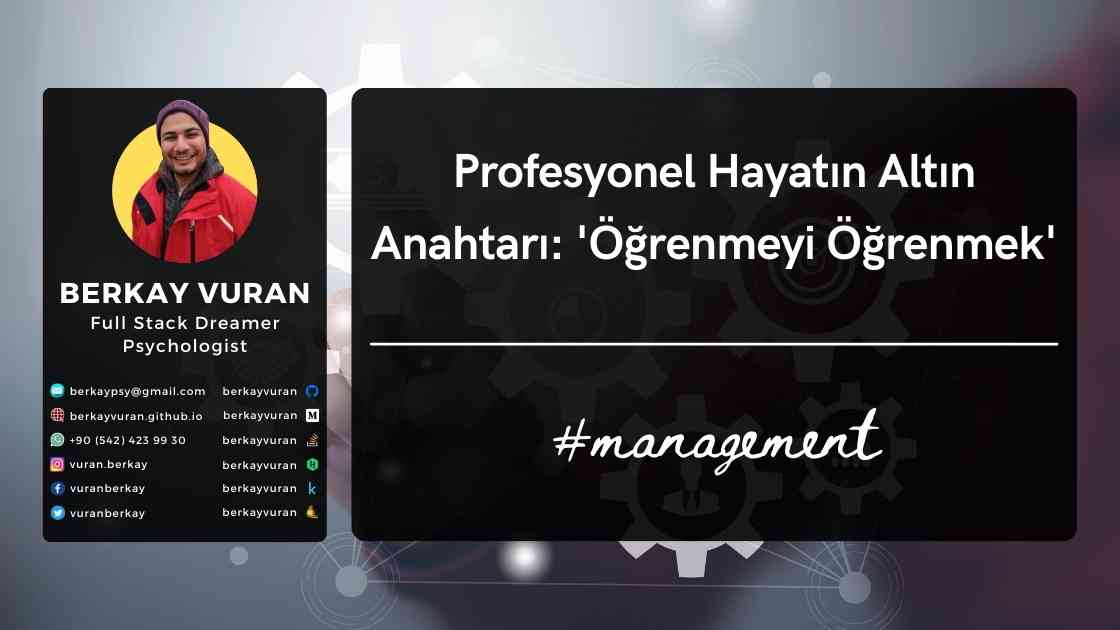 BERKAY VURAN
Full Stack Dreamer
Psychologist
berkaypsy@gmail.com
berkayvuran
berkayvuran.github.io
berkayvuran
+90 (542) 423 99 30
berkayvuran
vuran.berkay
berkayvuran
vuranberkay
berkayvuran
vuranberkay
berkayvuran
Profesyonel Hayatın Altın
Anahtarı: 'Öğrenmeyi Öğrenmek'
#management